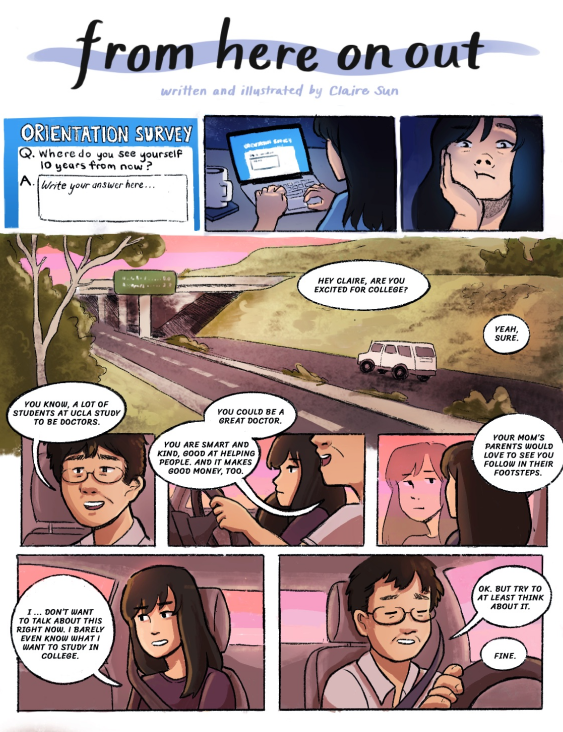 from here on out
written and illustrated by Claire Sun
ORIENTATION SURVEY
Q. Where do you see yourself
10 years from now?
A. Write your answer here...
ORIENTATION SURVEY
HEY CLAIRE, ARE YOU
EXCITED FOR COLLEGE?
YEAH,
SURE.
YOU KNOW, A LOT OF
STUDENTS AT UCLA STUDY
TO BE DOCTORS.
YOU COULD BE A
GREAT DOCTOR.
YOU ARE SMART AND
KIND, GOOD AT HELPING
PEOPLE. AND IT MAKES
GOOD MONEY, TOO.
YOUR MOM'S
PARENTS WOULD
LOVE TO SEE YOU
FOLLOW IN THEIR
FOOTSTEPS.
I ... DON'T WANT
TO TALK ABOUT THIS
RIGHT NOW. I BARELY
EVEN KNOW WHAT I
WANT TO STUDY IN
COLLEGE.
OK. BUT TRY TO
AT LEAST THINK
ABOUT IT.
FINE.